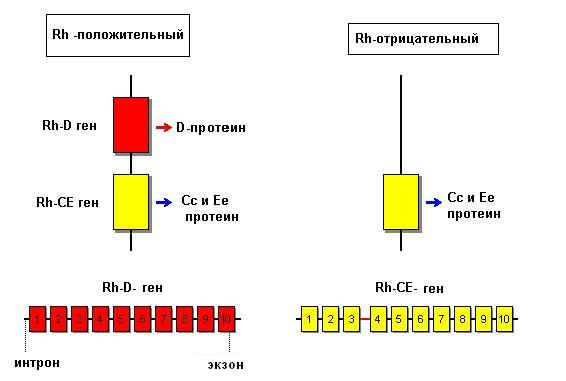 Rh -положительный
Rh-отрицательный
Rh-D ген
D-протеин
Rh-CE ген
Cc и Ee
протеин
Cc и Ee
протеин
Rh-D- ген
Rh-CE- ген
1 2 3 4 5 6 7 8 9 10
1 2 3 4 5 6 7 8 9 10
интрон
экзон